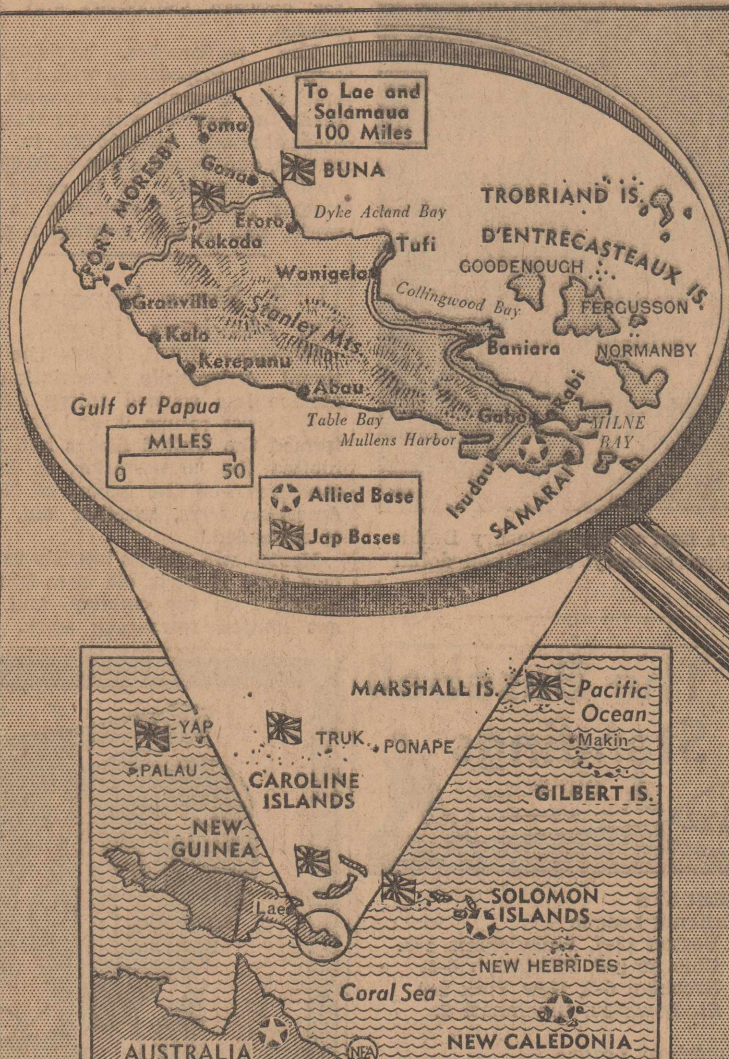 To Lae and
Salamaua
100 Miles
Toma
Gona
BUNA
PORT MORESBY
Eroro
Kokoda
Dyke Acland Bay
TROBRIAND IS.
Tufi
D'ENTRECASTEAUX IS.
Wanigela
GOODENOUGH
Collingwood Bay
FERGUSSON
Granville
Stanley Mts.
Kalo
Baniara
NORMANBY
Kerepunu
Abau
Rabi
Gulf of Papua
Table Bay
Gabo
MILNE
BAY
Mullens Harbor
MILES
0 50
Isudau
SAMARAI
Allied Base
Jap Bases
MARSHALL IS.
Pacific
Ocean
YAP
TRUK
PONAPE
Makin
PALAU
CAROLINE
ISLANDS
GILBERT IS.
NEW
GUINEA
Lae
SOLOMON
ISLANDS
NEW HEBRIDES
Coral Sea
AUSTRALIA
NEA
NEW CALEDONIA